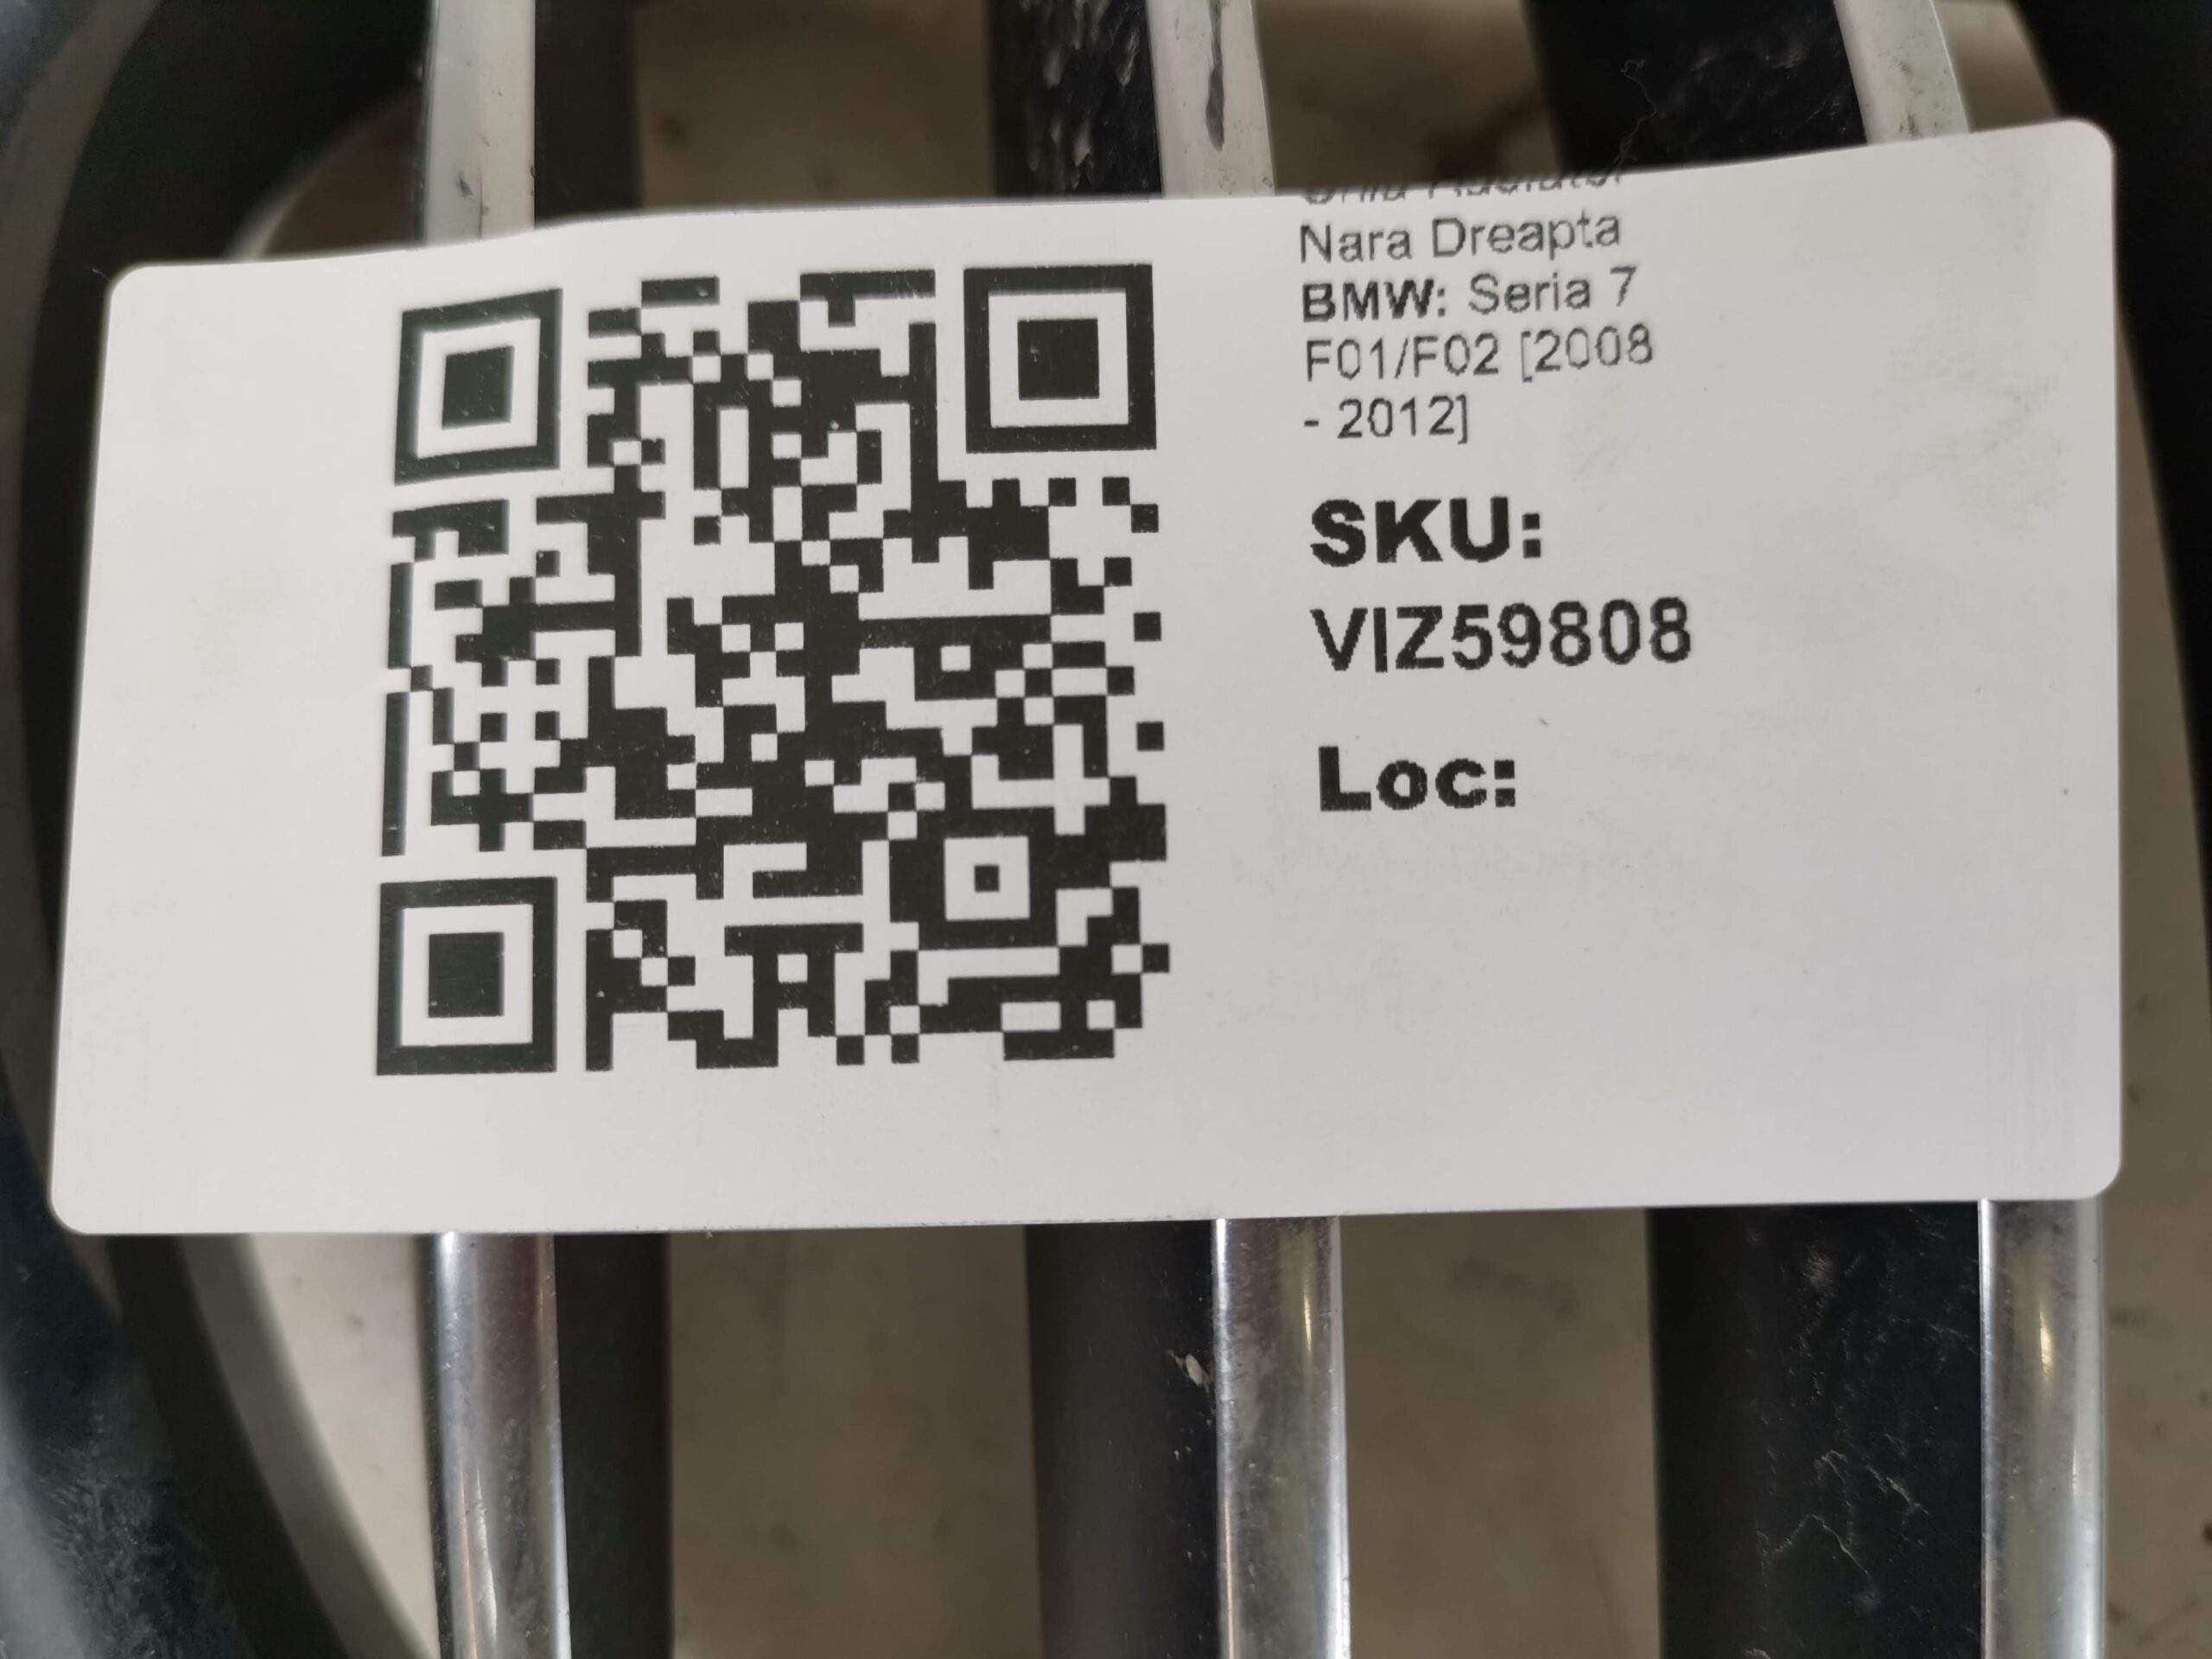 Nara Dreapta
BMW: Seria 7
F01/F02 [2008
- 2012]
SKU:
VIZ59808
Loc: